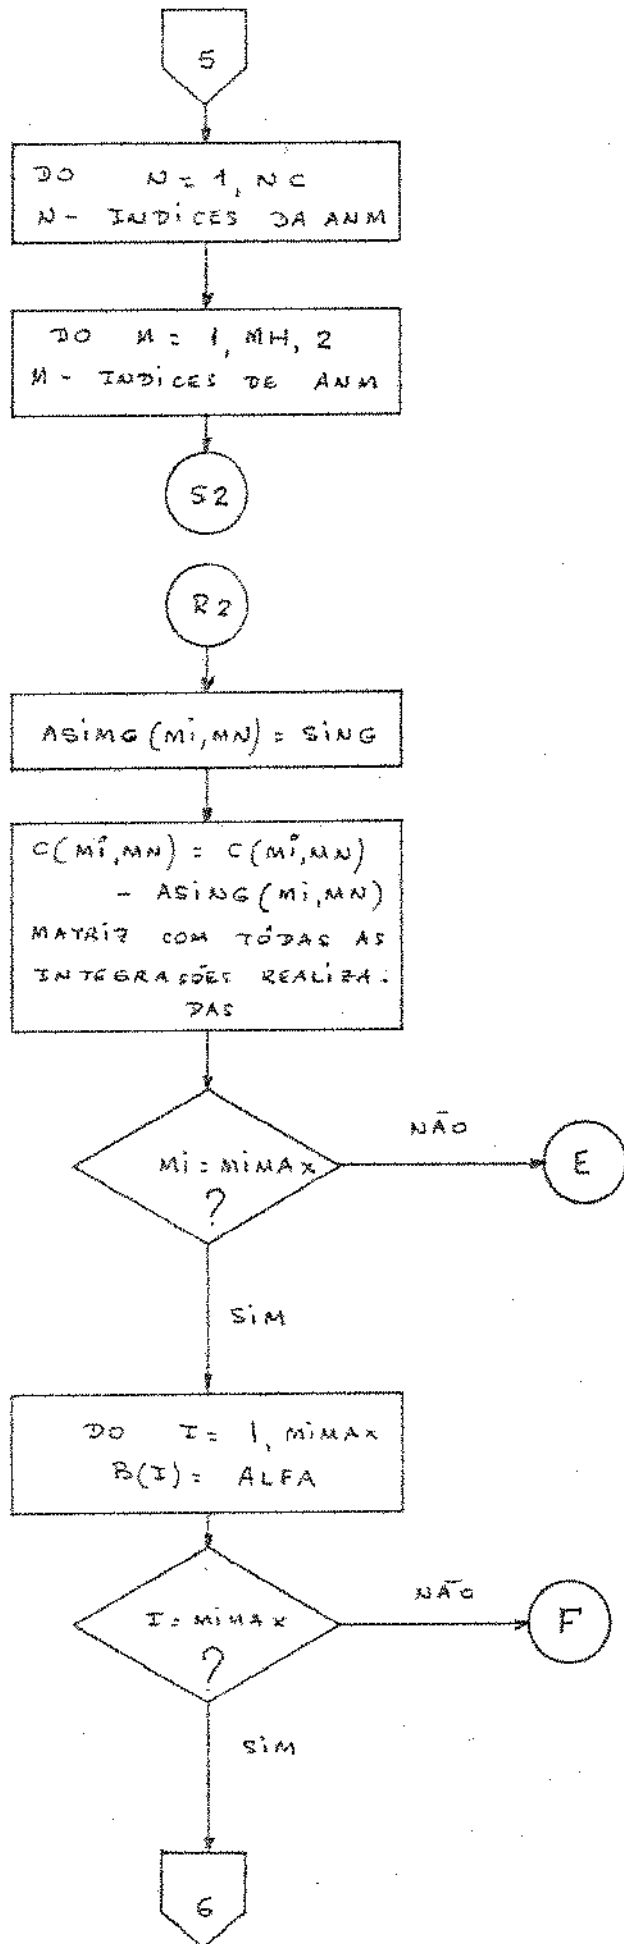 5
DO N = 1, NC
N - INDICES DA ANM
DO M = 1, MH, 2
M - INDICES DE ANM
S2
R2
ASIMG (Mi, MN) = SING
C(Mi, MN) = C(Mi, MN)
- ASING (Mi, MN)
MATRIZ COM TÔDAS AS
INTEGRAÇÕES REALIZA-
DAS
Mi = MiMAX
?
NÃO
E
SIM
DO I = 1, MiMAX
B(I) = ALFA
I = MiMAX
?
NÃO
F
SIM
6